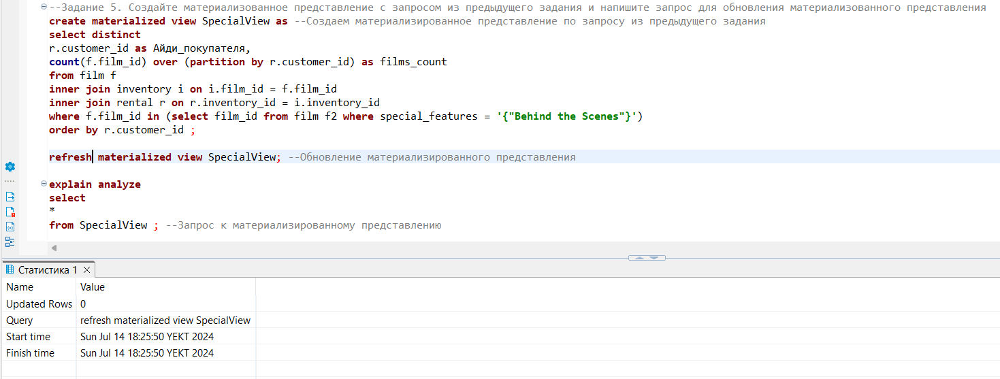 --Задание 5. Создайте материализованное представление с запросом из предыдущего задания и напишите запрос для обновления материализованного представления
create materialized view SpecialView as --Создаем материализированное представление по запросу из предыдущего задания
select distinct
r.customer_id as Айди_покупателя,
count(f.film_id) over (partition by r.customer_id) as films_count
from film f
inner join inventory i on i.film_id = f.film_id
inner join rental r on r.inventory_id = i.inventory_id
where f.film_id in (select film_id from film f2 where special_features = '{"Behind the Scenes"}')
order by r.customer_id ;
refresh materialized view SpecialView; --Обновление материализированного представления
explain analyze
select
*
from SpecialView ; --Запрос к материализированному представлению
Статистика 1
Name Value
Updated Rows 0
Query refresh materialized view SpecialView
Start time Sun Jul 14 18:25:50 YEKT 2024
Finish time Sun Jul 14 18:25:50 YEKT 2024